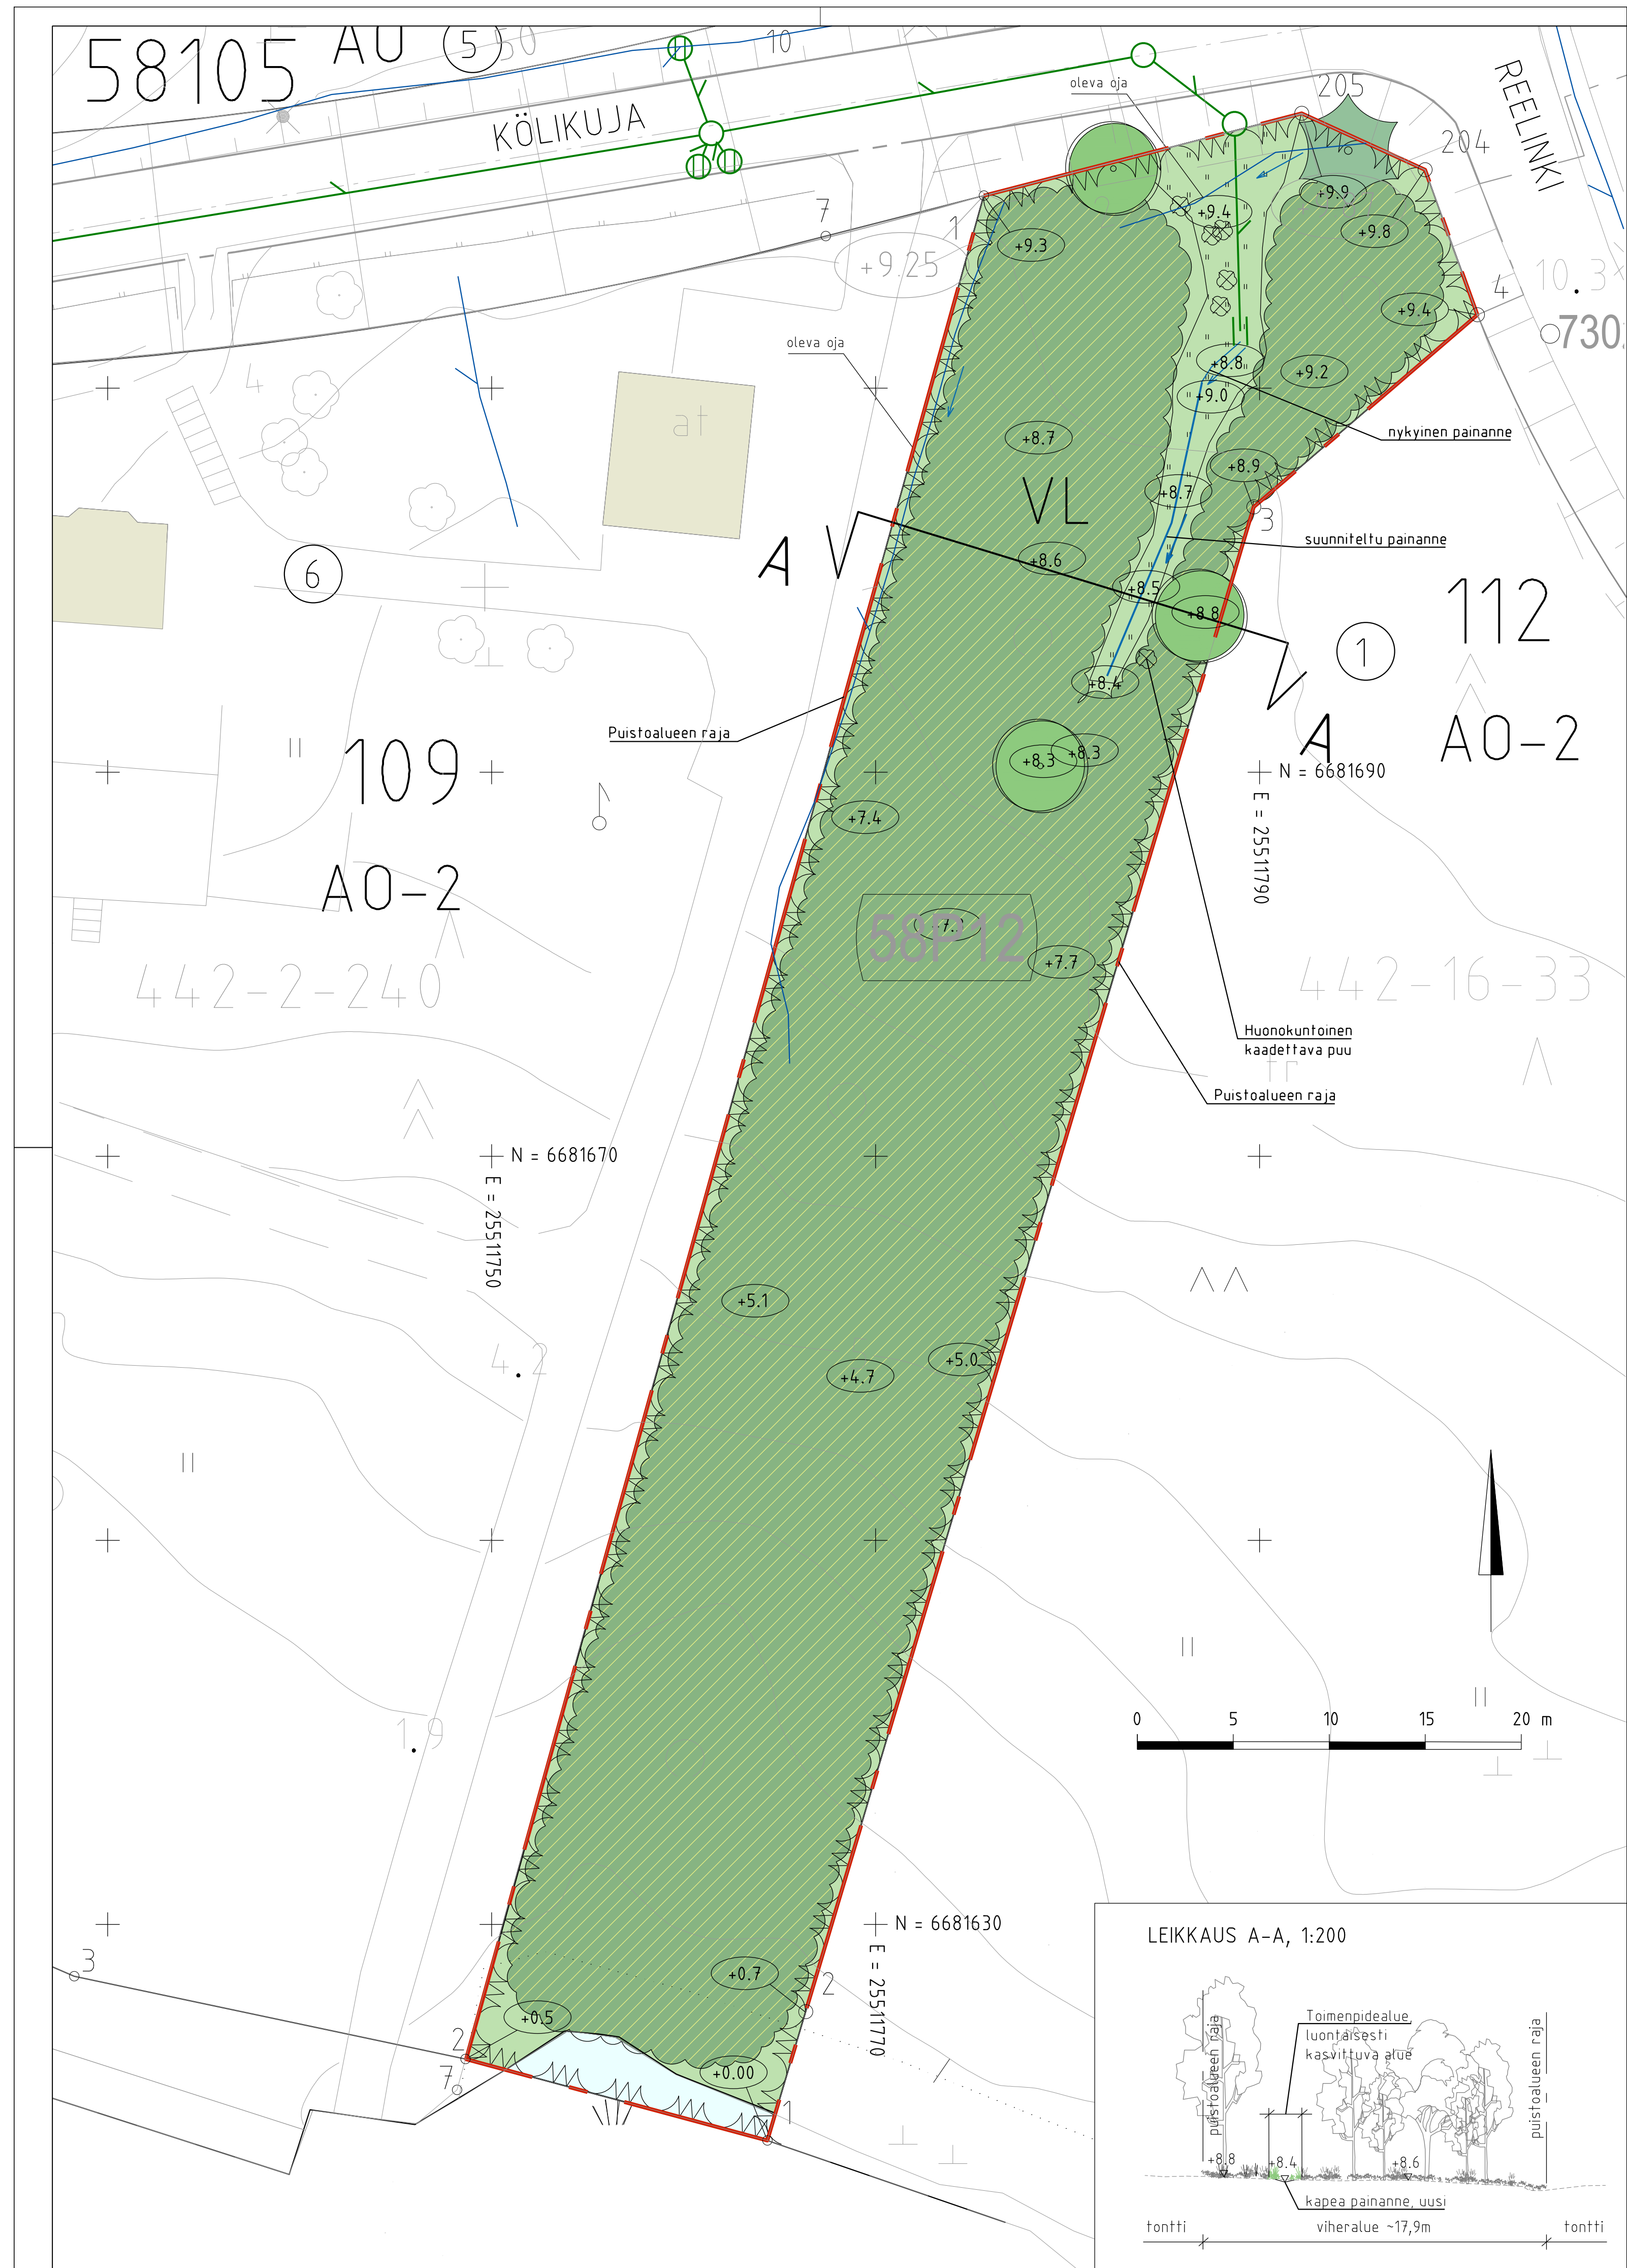 58105
AO
5
50
10
KÖLIKUJA
oleva oja
205
REELINKI
204
1
7
+9.25
+9.3
+9.4
+9.9
+9.8
4
10.3
730
+9.4
oleva oja
4
at
+8.8
+9.2
+9.0
nykyinen painanne
+8.7
+8.9
VL
+8.7
3
suunniteltu painanne
6
A
+8.6
+8.5
+8.8
112
1
+8.4
Puistoalueen raja
A
AO-2
109
+8.3
+8.3
N = 6681690
E = 25511790
+7.4
AO-2
58P12
+7.7
442-2-240
442-16-33
Huonokuntoinen
kaadettava puu
tr
Puistoalueen raja
N = 6681670
E = 25511750
+5.1
4.2
+4.7
+5.0
1.9
0 5 10 15 20 m
N = 6681630
E = 25511770
3
+0.7
2
+0.5
2
7
+0.00
1
LEIKKAUS A-A, 1:200
puistoalueen raja
Toimenpidealue,
luontaisesti
kasvittuva alue
puistoalueen raja
+8.8
+8.4
+8.6
kapea painanne, uusi
tontti
viheralue ~17,9m
tontti